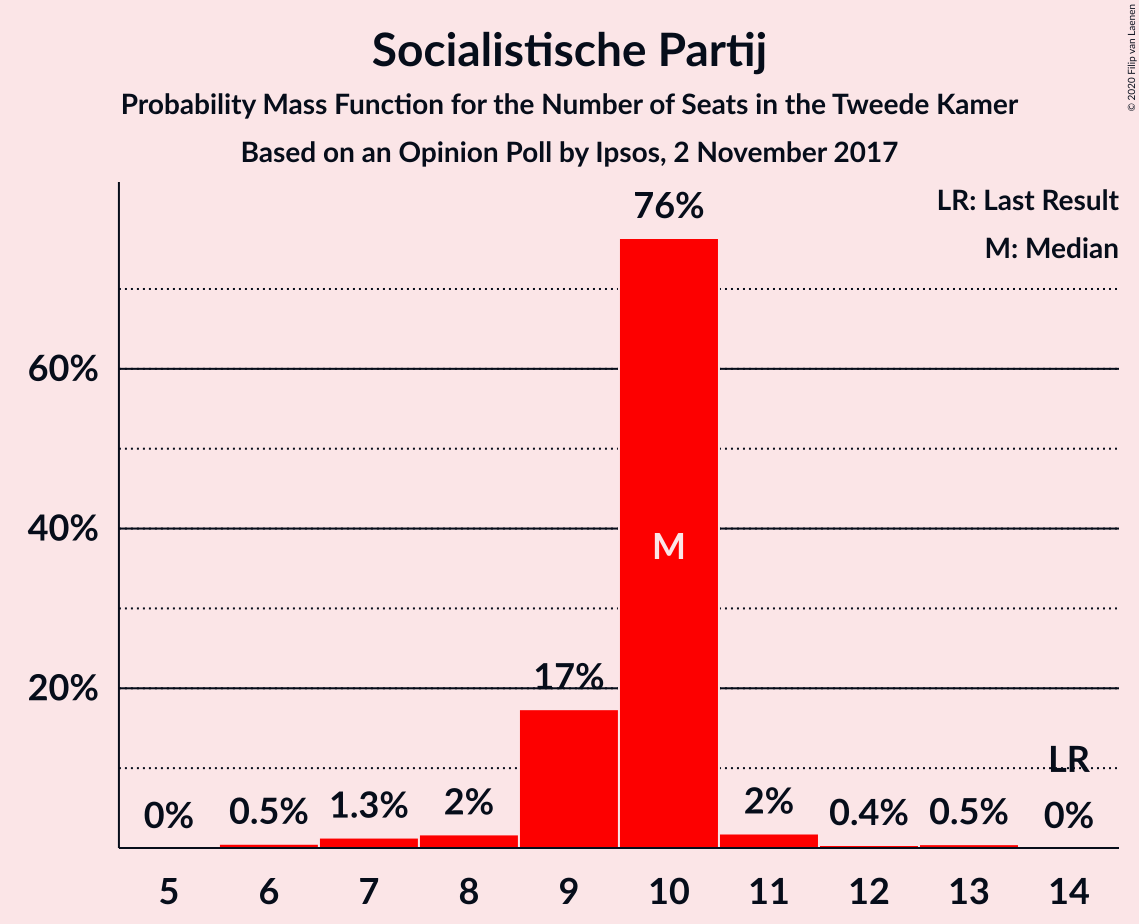 Socialistische Partij
Probability Mass Function for the Number of Seats in the Tweede Kamer
Based on an Opinion Poll by Ipsos, 2 November 2017
© 2020 Filip van Laenen
LR: Last Result
M: Median
60%
40%
20%
0%
0.5%
1.3%
2%
17%
76%
M
2%
0.4%
0.5%
LR
0%
5 6 7 8 9 10 11 12 13 14